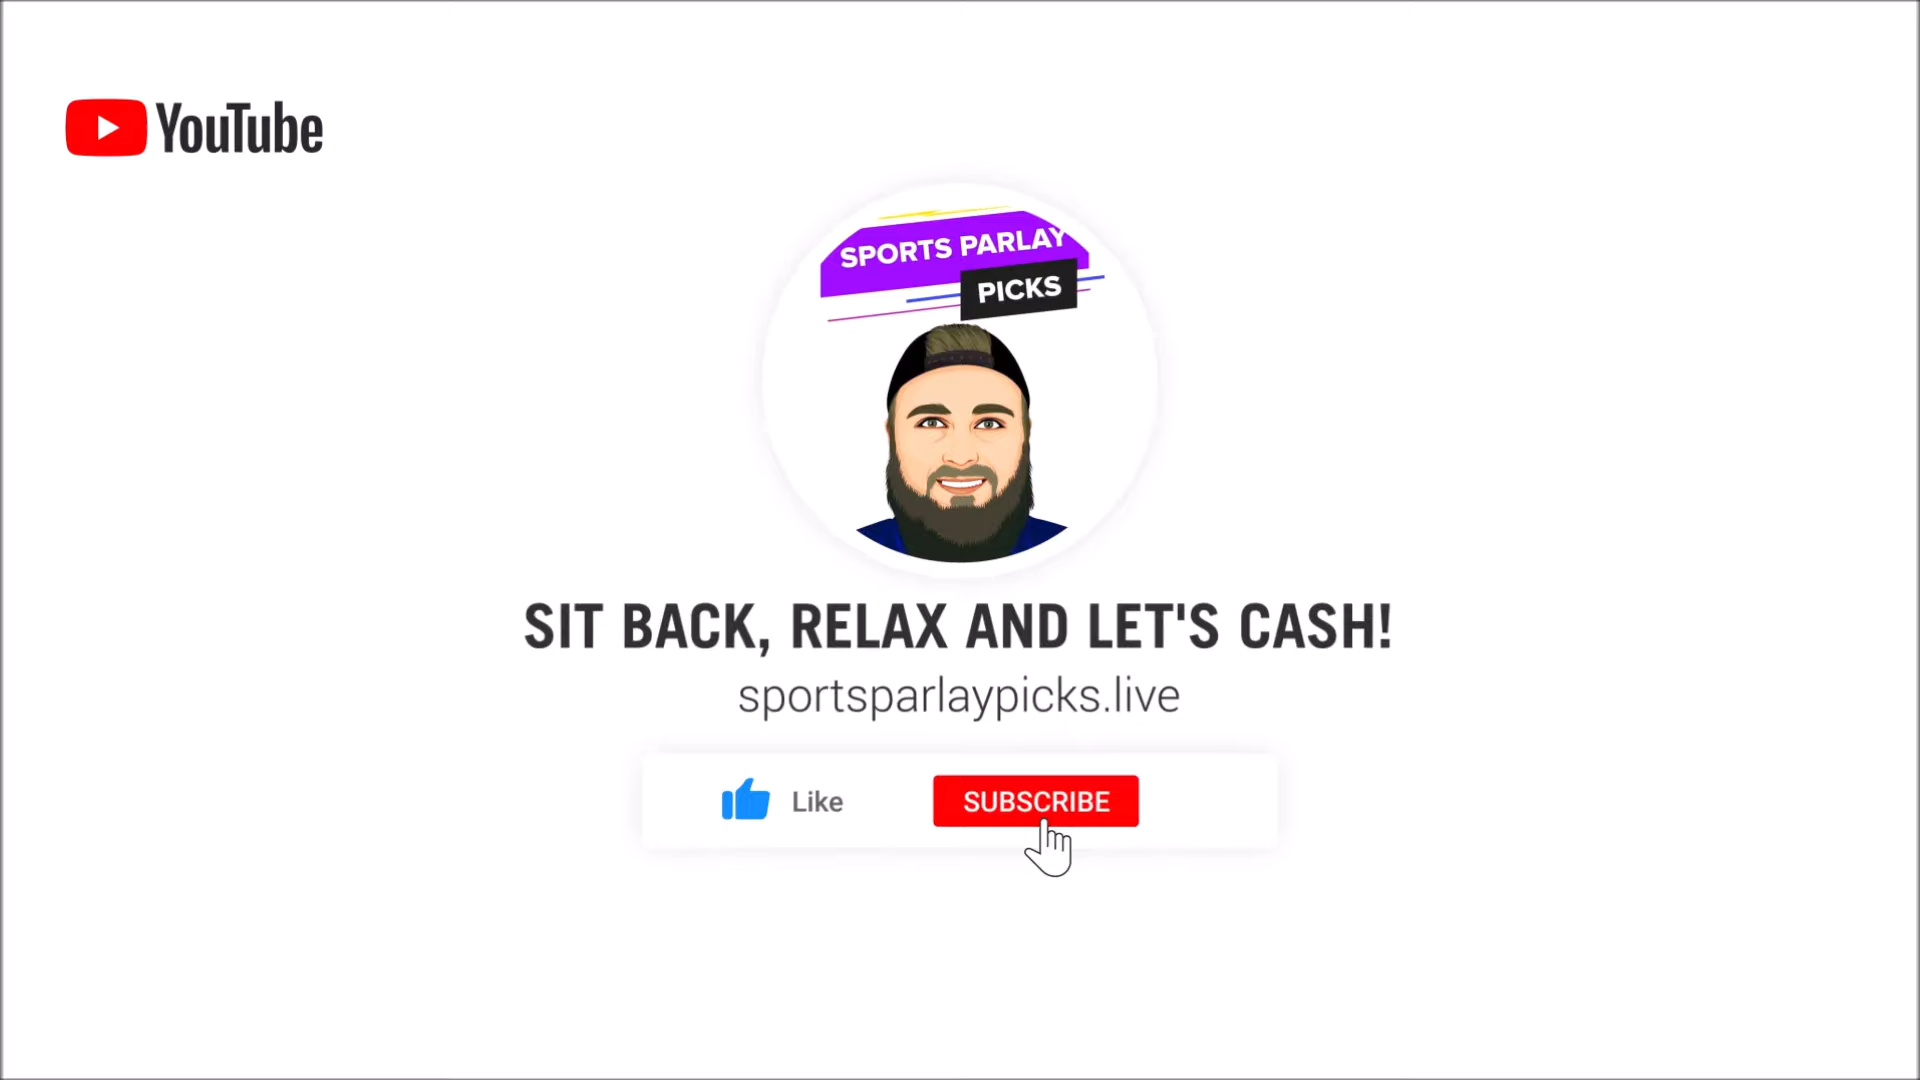 YouTube
SPORTS PARLAY
PICKS
SIT BACK, RELAX AND LET'S CASH!
sportsparlaypicks.live
Like
SUBSCRIBE